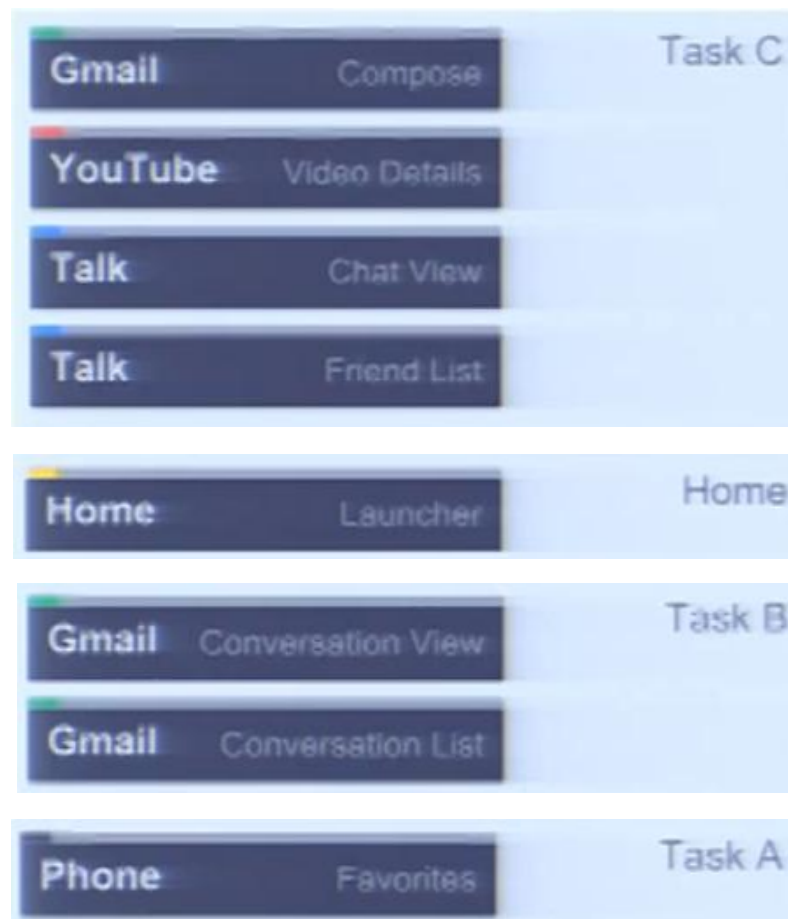 Gmail Compose Task C
YouTube Video Details
Talk Chat View
Talk Friend List
Home Launcher Home
Gmail Conversation View Task B
Gmail Conversation List
Phone Favorites Task A